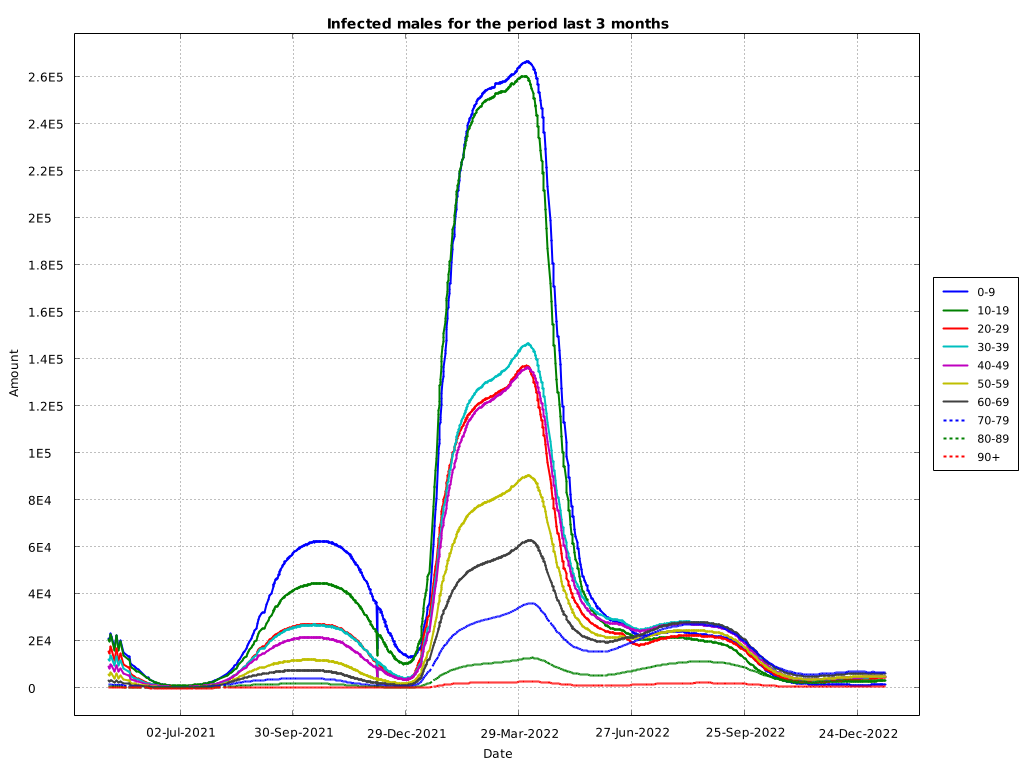 Infected males for the period last 3 months
2.6E5
2.4E5
2.2E5
2E5
1.8E5
1.6E5
1.4E5
1.2E5
1E5
8E4
6E4
4E4
2E4
0
Amount
02-Jul-2021
30-Sep-2021
29-Dec-2021
29-Mar-2022
27-Jun-2022
25-Sep-2022
24-Dec-2022
Date
0-9
10-19
20-29
30-39
40-49
50-59
60-69
70-79
80-89
90+